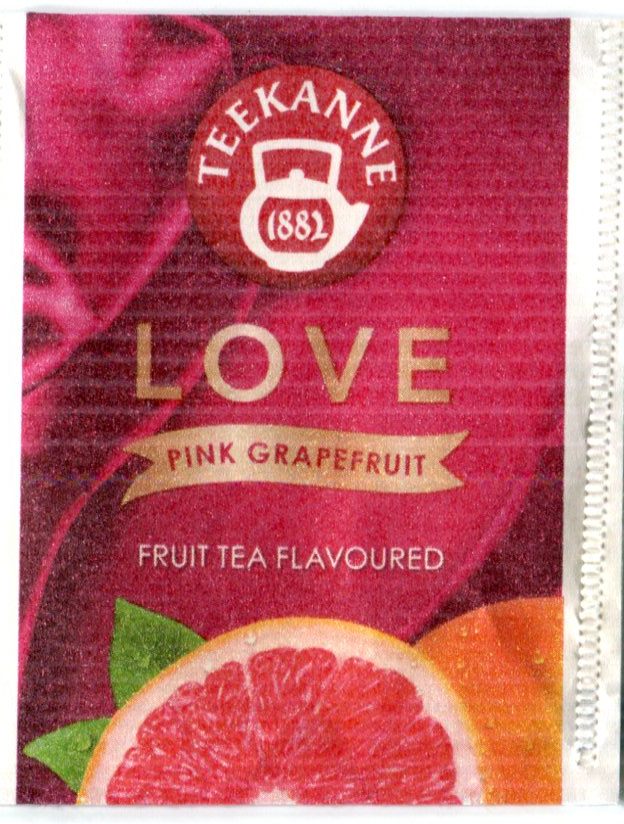 TEEKANNE
1882
LOVE
PINK GRAPEFRUIT
FRUIT TEA FLAVOURED